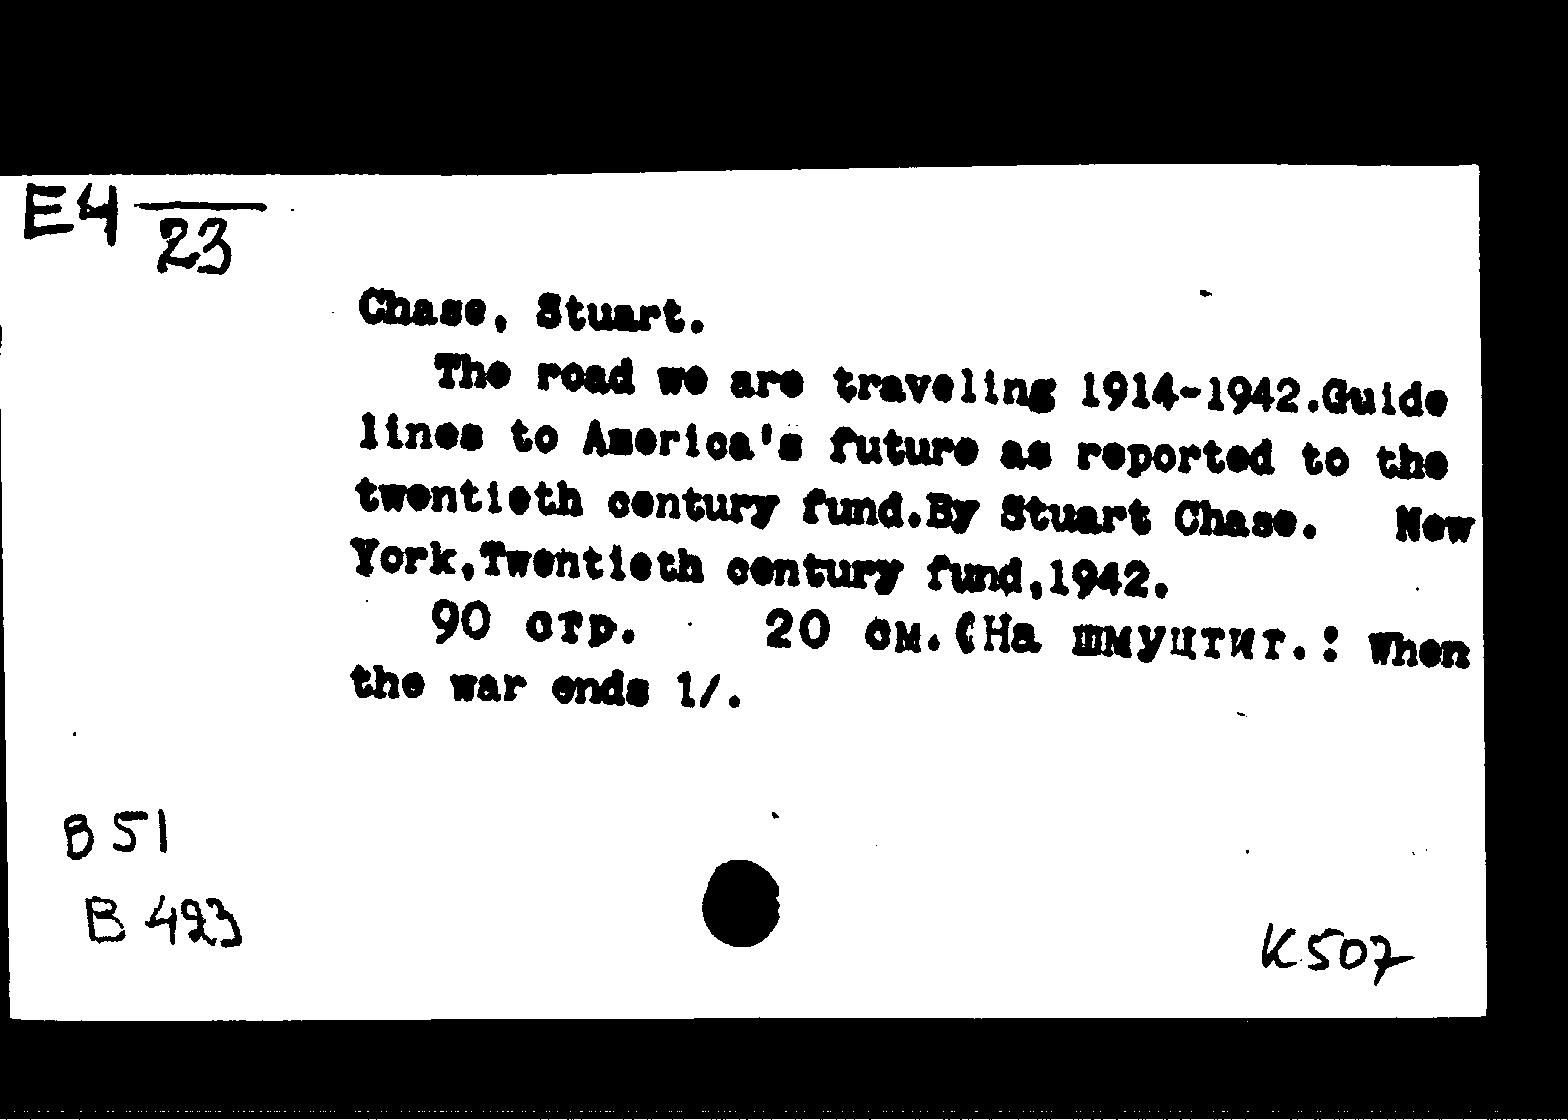 E4 —
23
Chase, Stuart.
The road we are traveling 1914-1942.Guide
lines to America's future as reported to the
twentieth century fund.By Stuart Chase. New
York,Twentieth century fund,1942.
90 стр. 20 см.(На шмуцтит.: When
the war ends 1/.
B 51
B 493
K507